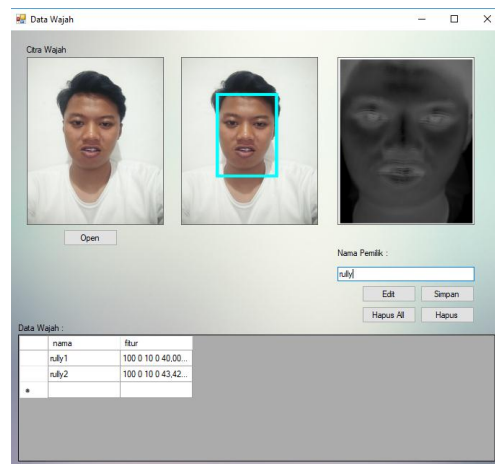 Data Wajah
Citra Wajah
Open
Nama Pemilik :
rully
Edit Simpan
Hapus All Hapus
Data Wajah :
nama fitur
rully1 100 0 10 0 40,00...
rully2 100 0 10 0 43,42...